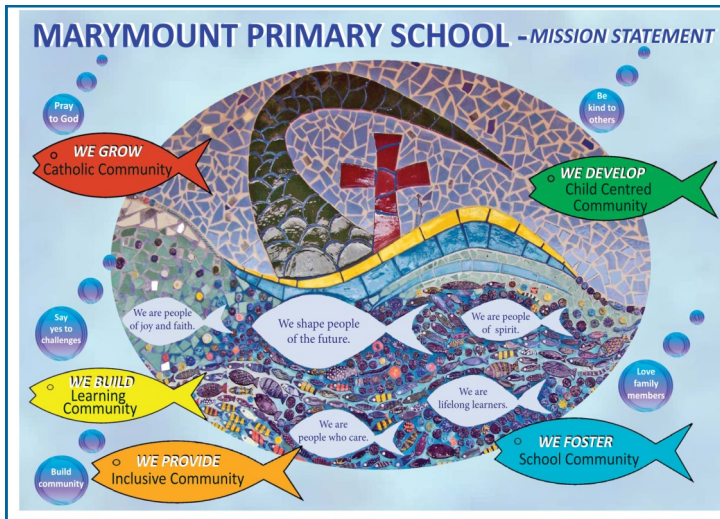 MARYMOUNT PRIMARY SCHOOL - MISSION STATEMENT
Pray
to God
Be
kind to
others
WE GROW
Catholic Community
WE DEVELOP
Child Centred
Community
We are people
of joy and faith.
We shape people
of the future.
We are people
of spirit.
Say
yes to
challenges
WE BUILD
Learning
Community
We are
lifelong learners.
Love
family
members
We are
people who care.
WE FOSTER
School Community
Build
community
WE PROVIDE
Inclusive Community